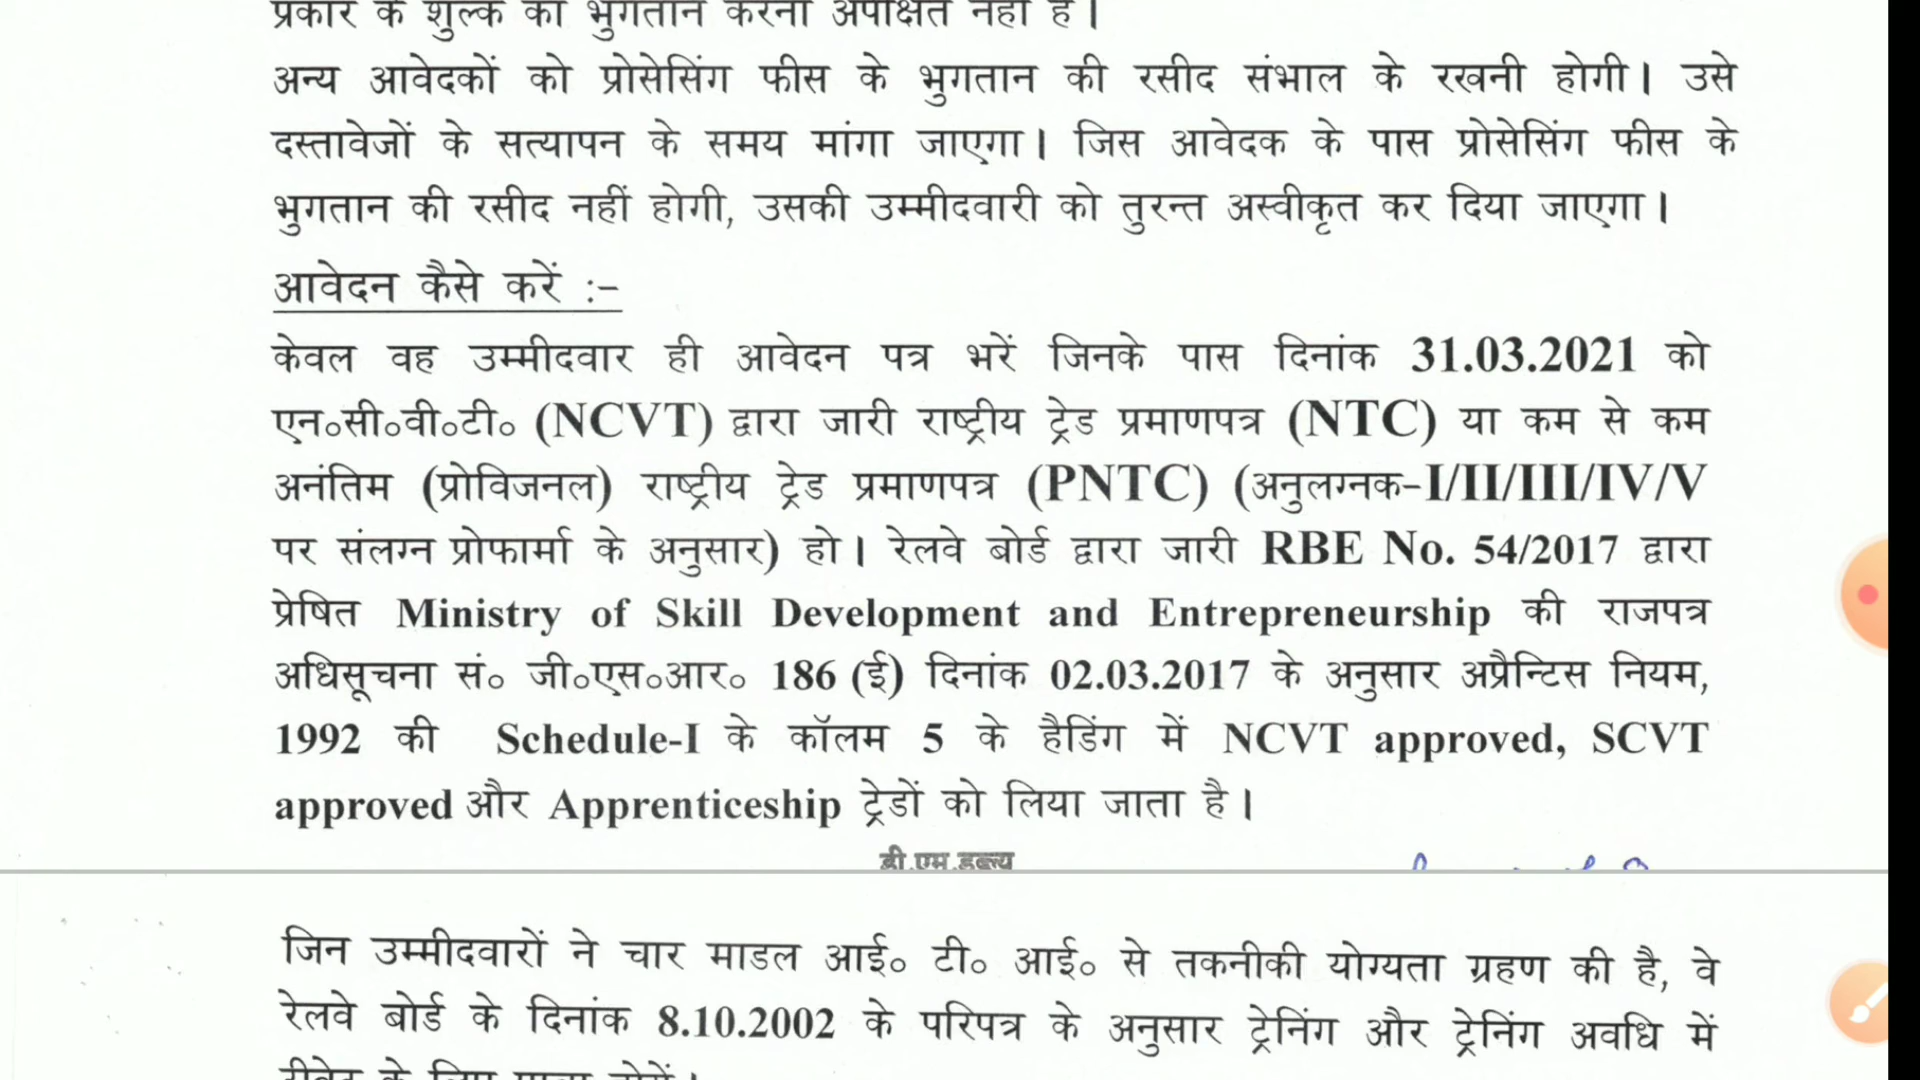 प्रकार के शुल्क का भुगतान करना अपेक्षित नहीं है।
अन्य आवेदकों को प्रोसेसिंग फीस के भुगतान की रसीद संभाल के रखनी होगी। उसे
दस्तावेजों के सत्यापन के समय मांगा जाएगा। जिस आवेदक के पास प्रोसेसिंग फीस के
भुगतान की रसीद नहीं होगी, उसकी उम्मीदवारी को तुरन्त अस्वीकृत कर दिया जाएगा।
आवेदन कैसे करें :–
केवल वह उम्मीदवार ही आवेदन पत्र भरें जिनके पास दिनांक 31.03.2021 को
एन०सी०वी०टी० (NCVT) द्वारा जारी राष्ट्रीय ट्रेड प्रमाणपत्र (NTC) या कम से कम
अनंतिम (प्रोविजनल) राष्ट्रीय ट्रेड प्रमाणपत्र (PNTC) (अनुलग्नक–I/II/III/IV/V
पर संलग्न प्रोफार्मा के अनुसार) हो। रेलवे बोर्ड द्वारा जारी RBE No. 54/2017 द्वारा
प्रेषित Ministry of Skill Development and Entrepreneurship की राजपत्र
अधिसूचना सं० जी०एस०आर० 186 (ई) दिनांक 02.03.2017 के अनुसार अप्रैन्टिस नियम,
1992 की Schedule-I के कॉलम 5 के हैडिंग में NCVT approved, SCVT
approved और Apprenticeship ट्रेडों को लिया जाता है।
जिन उम्मीदवारों ने चार माडल आई० टी० आई० से तकनीकी योग्यता ग्रहण की है, वे
रेलवे बोर्ड के दिनांक 8.10.2002 के परिपत्र के अनुसार ट्रेनिंग और ट्रेनिंग अवधि में